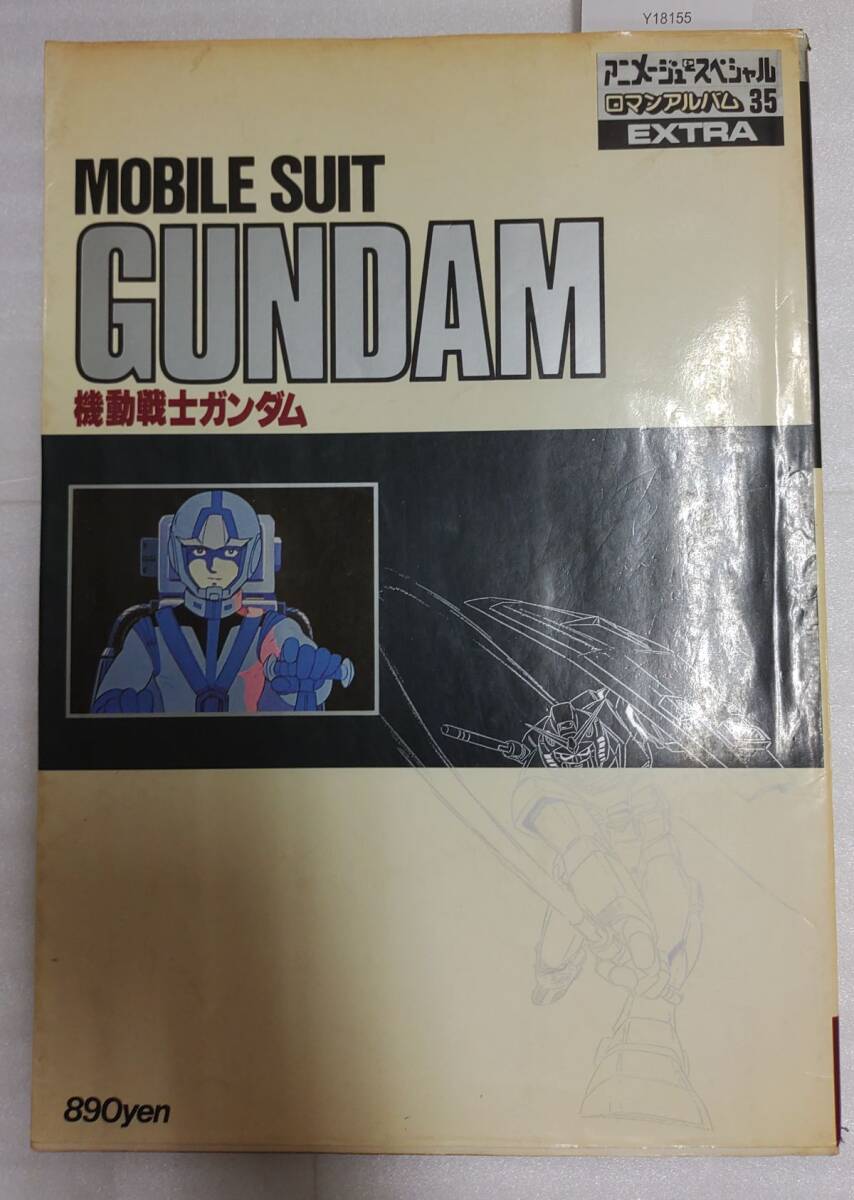 Y18155
アニメージュスペシャル
ロマンアルバム 35
EXTRA
MOBILE SUIT
GUNDAM
機動戦士ガンダム
890yen